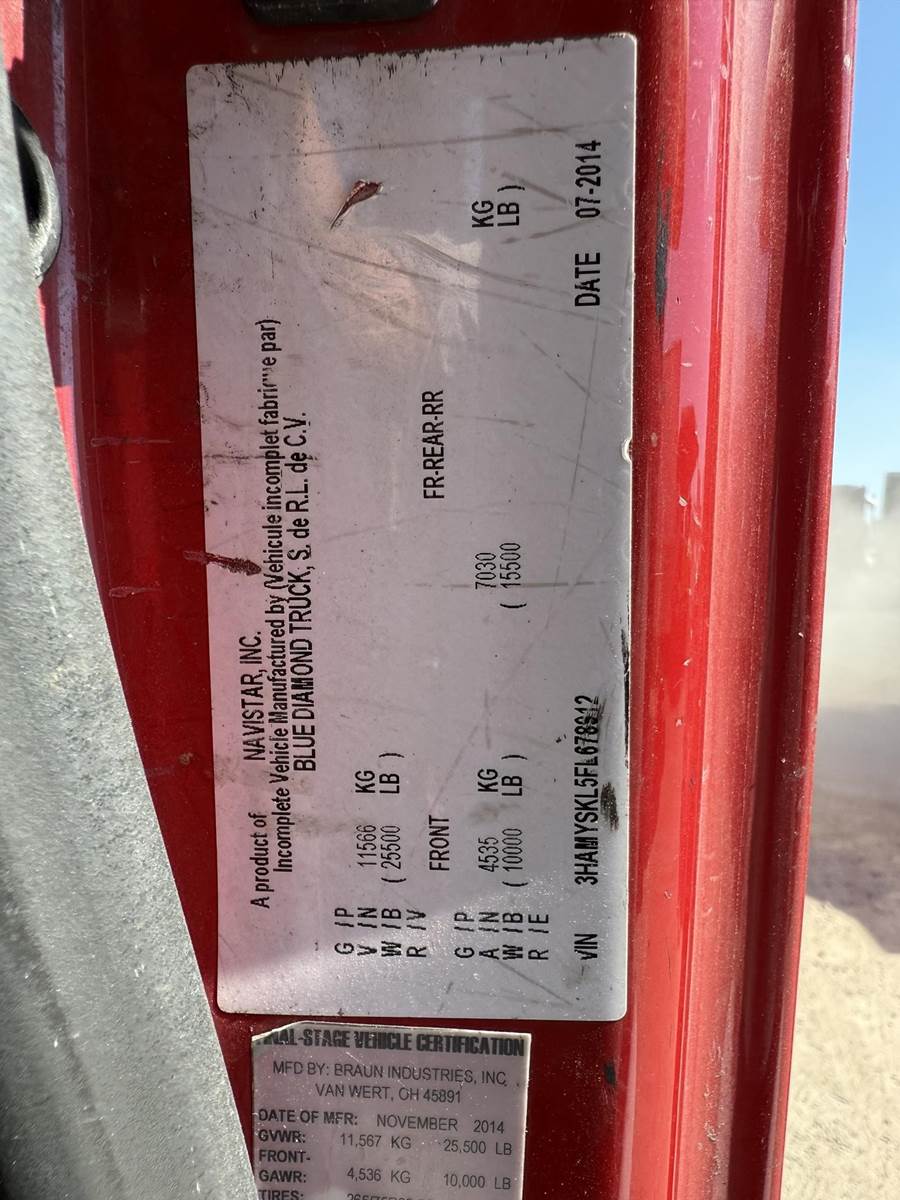 A product of NAVISTAR, INC.
Incomplete Vehicle Manufactured by (Vehicule incomplet fabrique par)
BLUE DIAMOND TRUCK, S. de R.L. de C.V.
G /P 11566 KG
V /N
W /B ( 25500 LB )
R /V
FRONT FR-REAR-RR
G /P
A /N 4535 KG 7030 KG
W /B ( 10000 LB ) ( 15500 LB )
R /E
VIN DATE 07-2014
FINAL-STAGE VEHICLE CERTIFICATION
MFD BY: BRAUN INDUSTRIES, INC.
VAN WERT, OH 45891
DATE OF MFR: NOVEMBER 2014
GVWR: 11,567 KG 25,500 LB
FRONT-
GAWR: 4,536 KG 10,000 LB
TIRES: